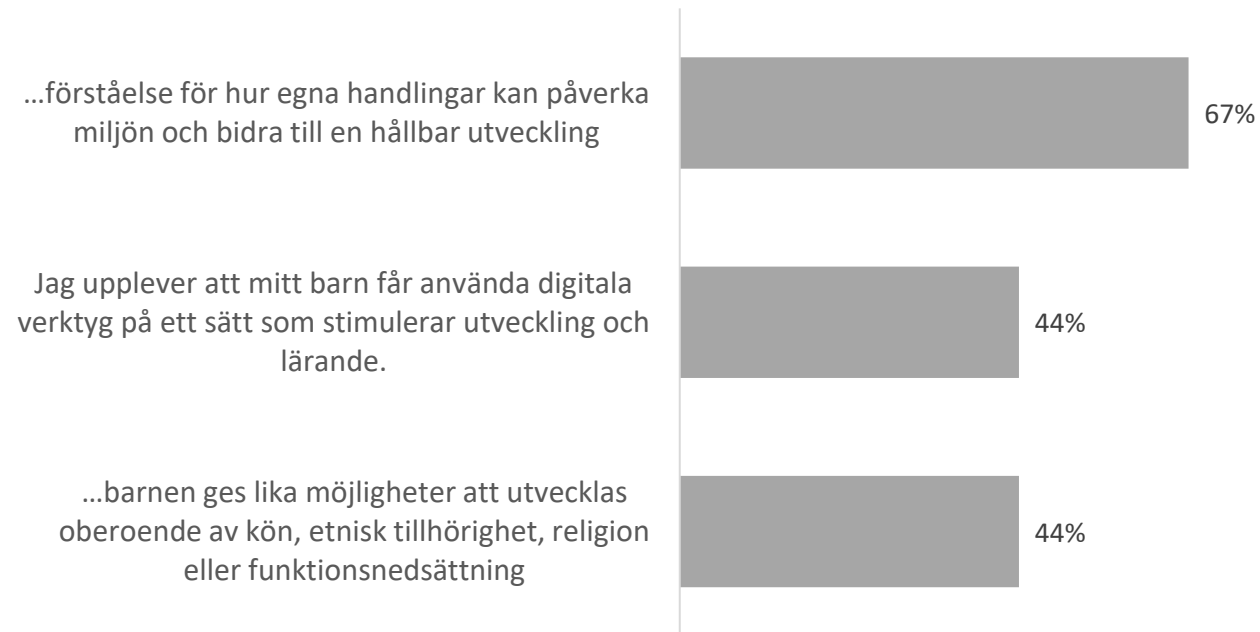 ...förståelse för hur egna handlingar kan påverka
miljön och bidra till en hållbar utveckling
67%
Jag upplever att mitt barn får använda digitala
verktyg på ett sätt som stimulerar utveckling och
lärande.
44%
...barnen ges lika möjligheter att utvecklas
oberoende av kön, etnisk tillhörighet, religion
eller funktionsnedsättning
44%